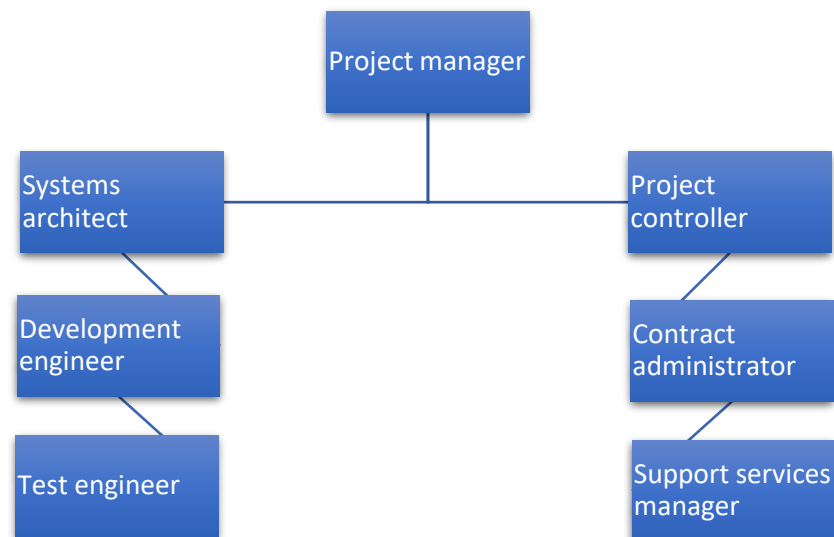 Project manager
Systems
architect
Project
controller
Development
engineer
Contract
administrator
Test engineer
Support services
manager